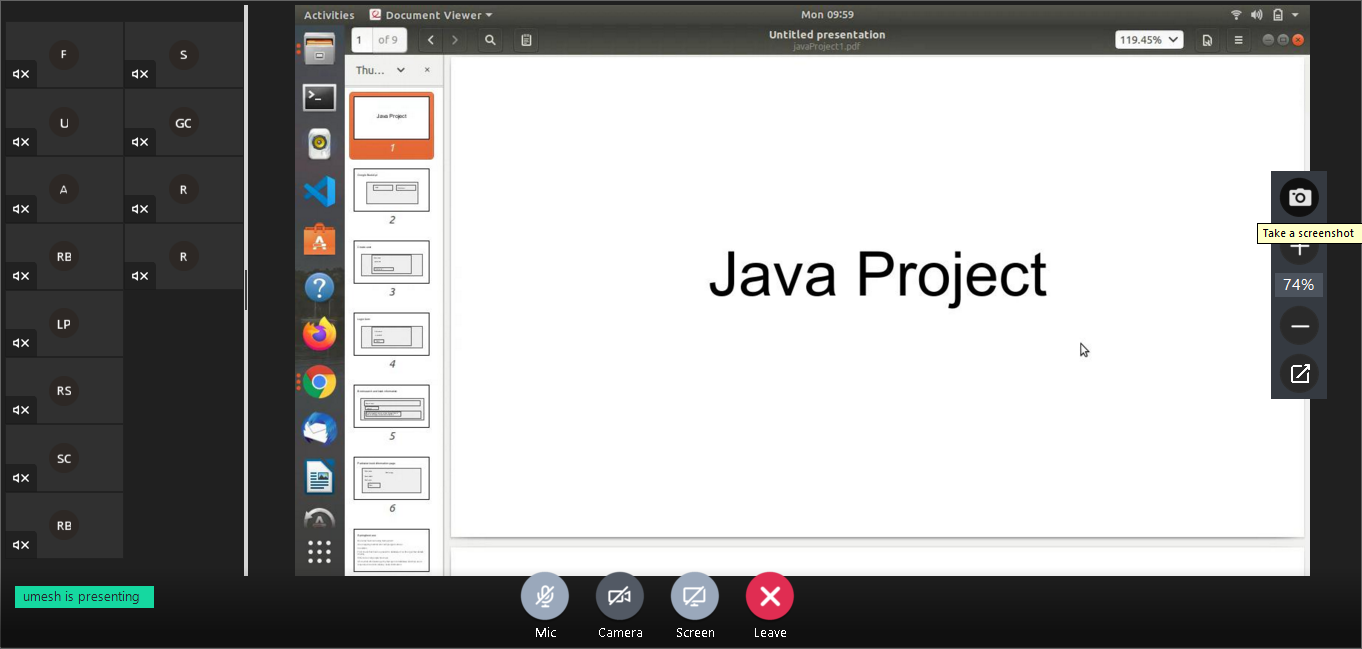 Activities
Document Viewer
Mon 09:59
1 of 9
Untitled presentation
javaProject1.pdf
119.45%
Thu...
×
F
S
U
GC
A
R
RB
R
LP
RS
SC
RB
Java Project
1
2
3
4
5
6
Java Project
Take a screenshot
74%
umesh is presenting
Mic
Camera
Screen
Leave